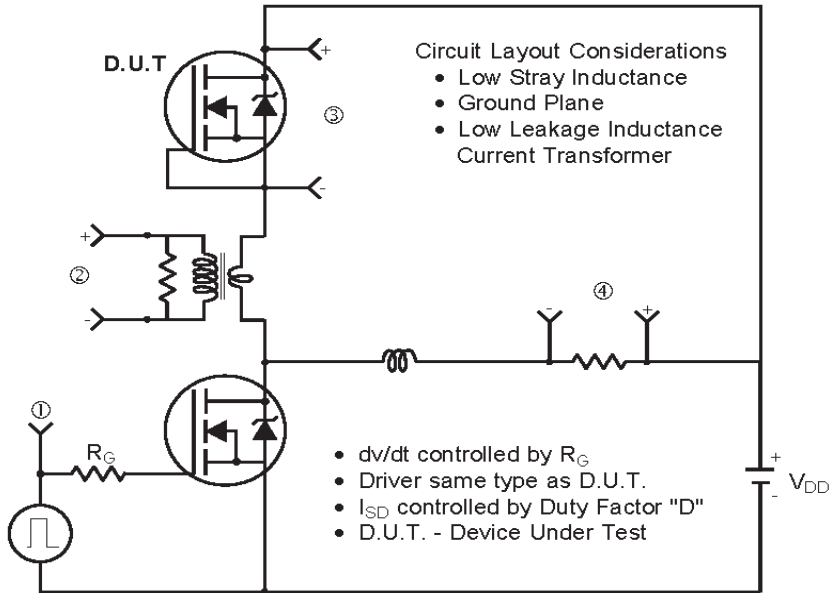 D.U.T
+
Circuit Layout Considerations
• Low Stray Inductance
• Ground Plane
• Low Leakage Inductance
Current Transformer
③
-
+
②
-
④
-
+
①
R_G
• dv/dt controlled by R_G
• Driver same type as D.U.T.
• I_SD controlled by Duty Factor "D"
• D.U.T. - Device Under Test
+
V_DD
-